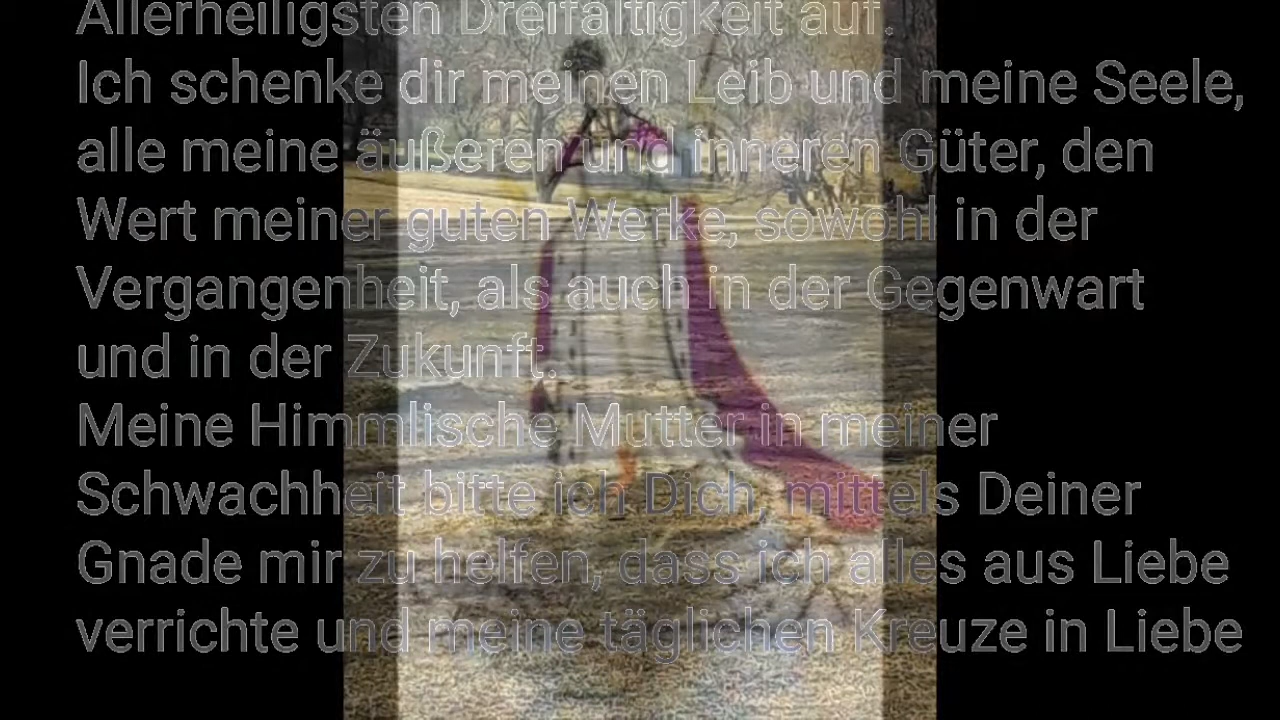 Allerheiligsten Dreifaltigkeit auf.
Ich schenke dir meinen Leib und meine Seele,
alle meine äußeren und inneren Güter, den
Wert meiner guten Werke, sowohl in der
Vergangenheit, als auch in der Gegenwart
und in der Zukunft.
Meine Himmlische Mutter in meiner
Schwachheit bitte ich Dich, mittels Deiner
Gnade mir zu helfen, dass ich alles aus Liebe
verrichte und meine täglichen Kreuze in Liebe